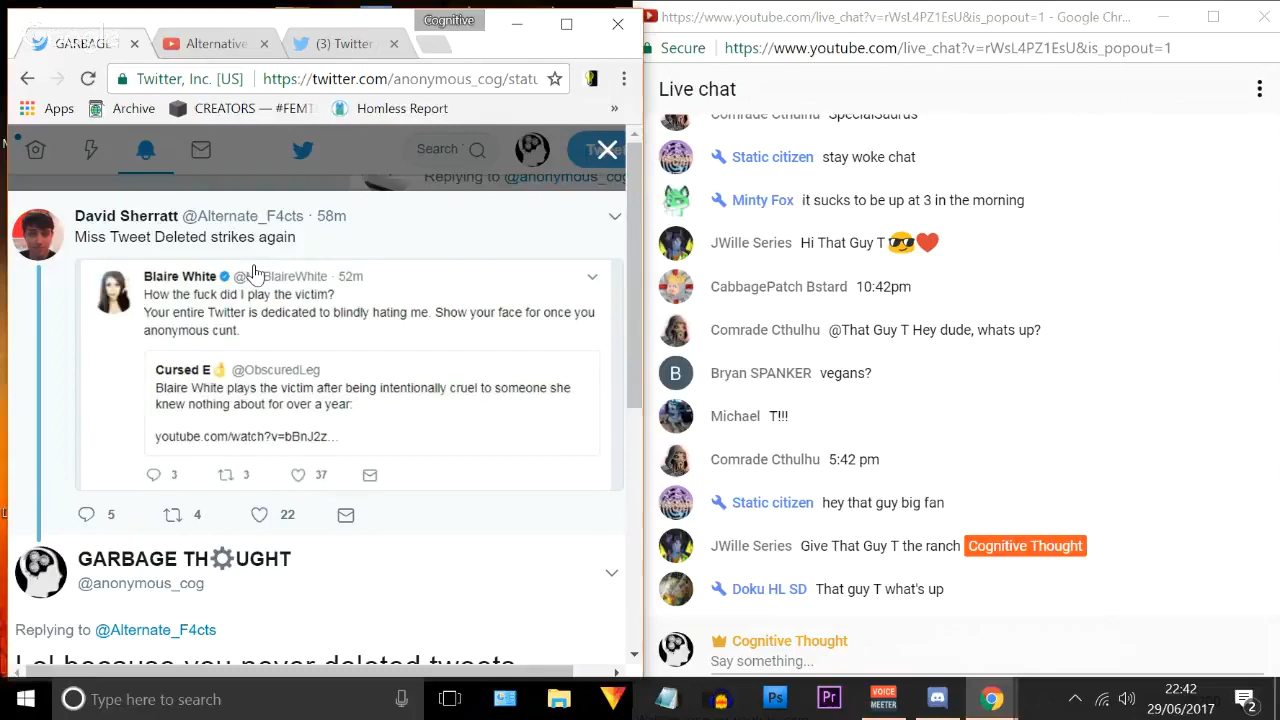 Cognitive
GARBAGE
Alternative
(3) Twitter
Twitter, Inc. [US]
https://twitter.com/anonymous_cog/statu
Apps
Archive
CREATORS — #FEMT
Homless Report
»
Search
Replying to @anonymous_cog
David Sherratt @Alternate_F4cts · 58m
Miss Tweet Deleted strikes again
Blaire White
BlaireWhite · 52m
How the fuck did I play the victim?
Your entire Twitter is dedicated to blindly hating me. Show your face for once you
anonymous cunt.
Cursed E👌 @ObscuredLeg
Blaire White plays the victim after being intentionally cruel to someone she
knew nothing about for over a year:
youtube.com/watch?v=bBnJ2z...
3 3 37
5 4 22
GARBAGE TH⚙UGHT
@anonymous_cog
Replying to @Alternate_F4cts
Lol because you never deleted tweets
https://www.youtube.com/live_chat?v=rWsL4PZ1EsU&is_popout=1 - Google Chr...
Secure
https://www.youtube.com/live_chat?v=rWsL4PZ1EsU&is_popout=1
Live chat
Comrade Cthulhu SpecialSaurus
Static citizen stay woke chat
Minty Fox it sucks to be up at 3 in the morning
JWille Series Hi That Guy T 😎❤
CabbagePatch Bstard 10:42pm
Comrade Cthulhu @That Guy T Hey dude, whats up?
B
Bryan SPANKER vegans?
Michael T!!!
Comrade Cthulhu 5:42 pm
Static citizen hey that guy big fan
JWille Series Give That Guy T the ranch Cognitive Thought
Doku HL SD That guy T what's up
Cognitive Thought
Say something...
Type here to search
Ps
Pr
VOICE
MEETER
22:42
29/06/2017
2